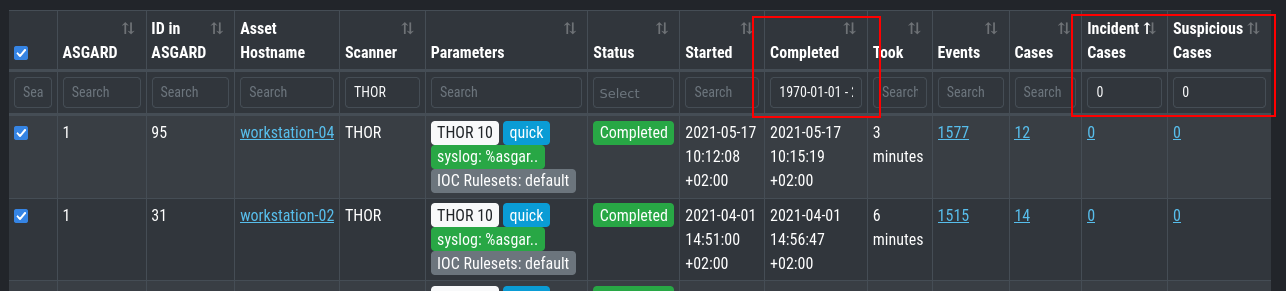 ASGARD ID in ASGARD Asset Hostname Scanner Parameters Status Started Completed Took Events Cases Incident Cases Suspicious Cases
Sea Search Search Search THOR Search Select Search 1970-01-01 - Search Search Search 0 0
1 95 workstation-04 THOR THOR 10 quick Completed 2021-05-17 2021-05-17 3 1577 12 0 0
syslog: %asgar.. 10:12:08 10:15:19 minutes
IOC Rulesets: default +02:00 +02:00
1 31 workstation-02 THOR THOR 10 quick Completed 2021-04-01 2021-04-01 6 1515 14 0 0
syslog: %asgar.. 14:51:00 14:56:47 minutes
IOC Rulesets: default +02:00 +02:00